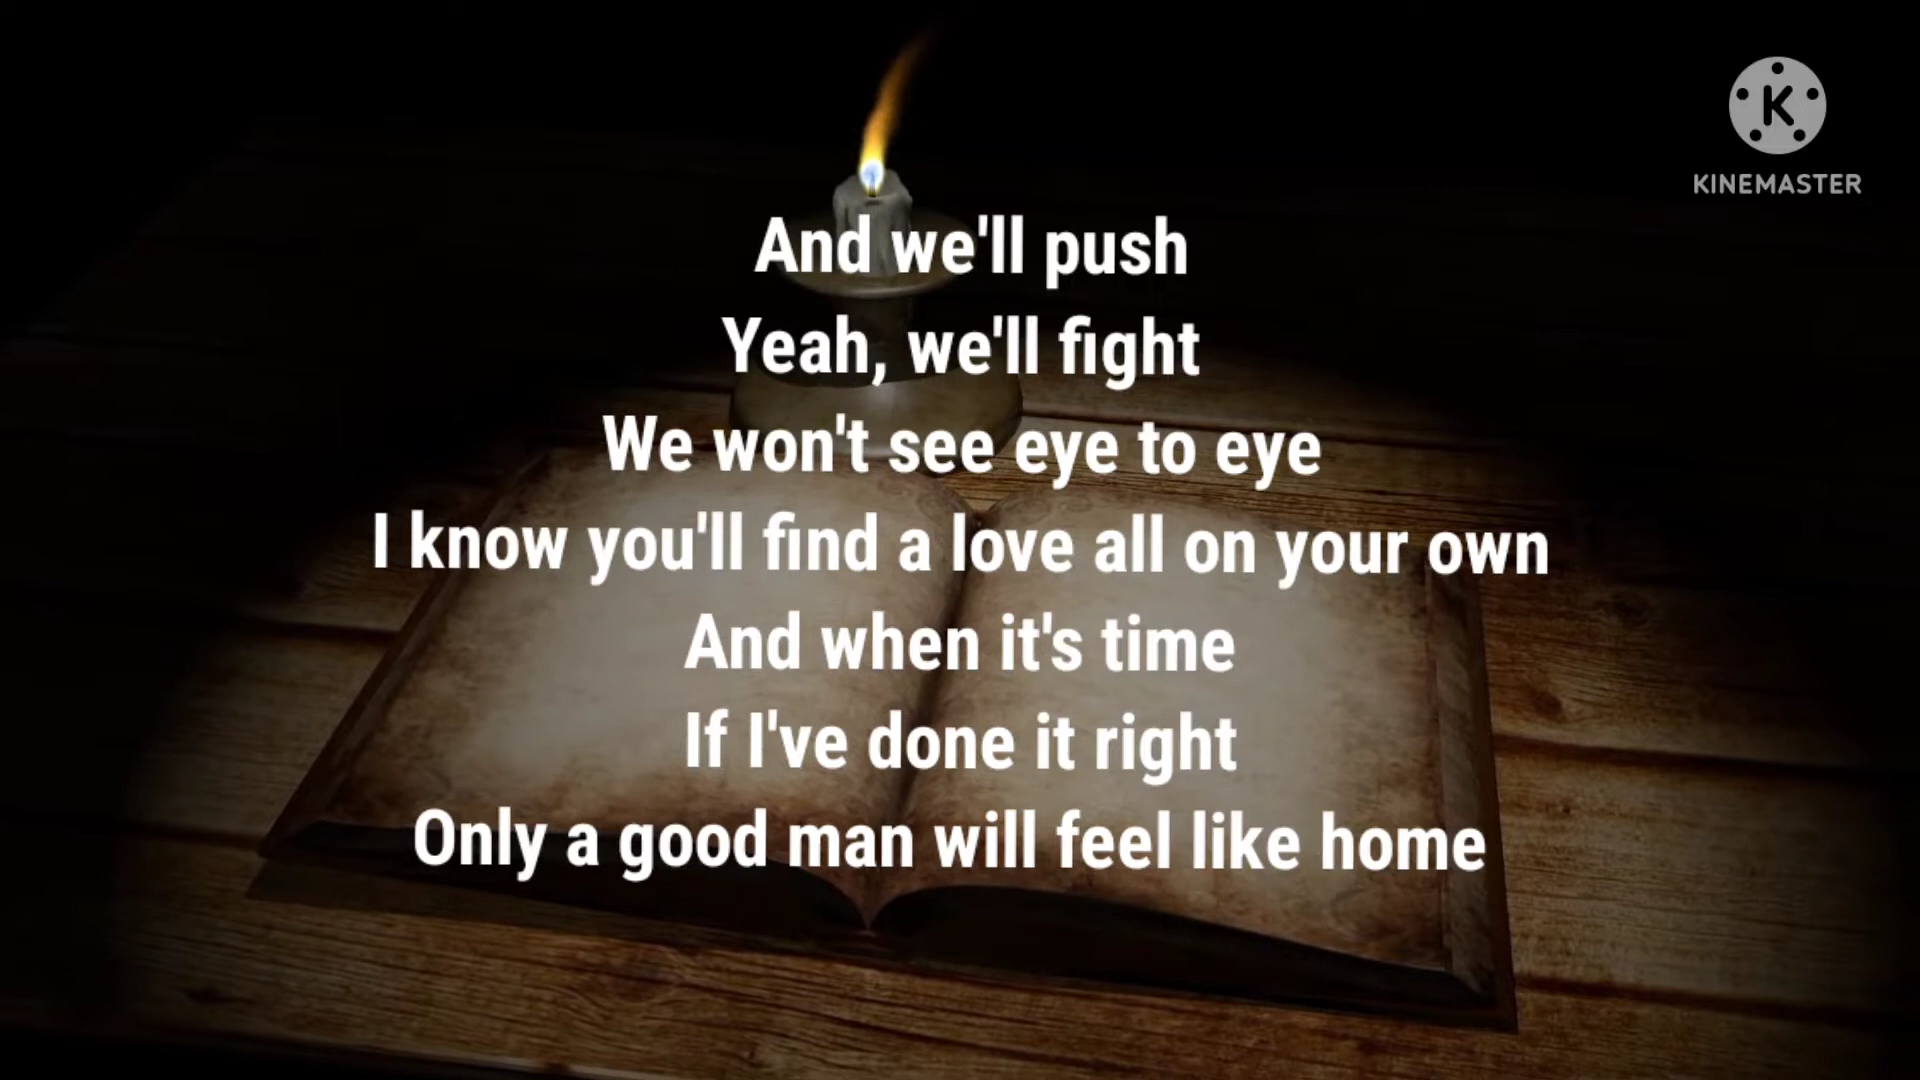 K
KINEMASTER
And we'll push
Yeah, we'll fight
We won't see eye to eye
I know you'll find a love all on your own
And when it's time
If I've done it right
Only a good man will feel like home